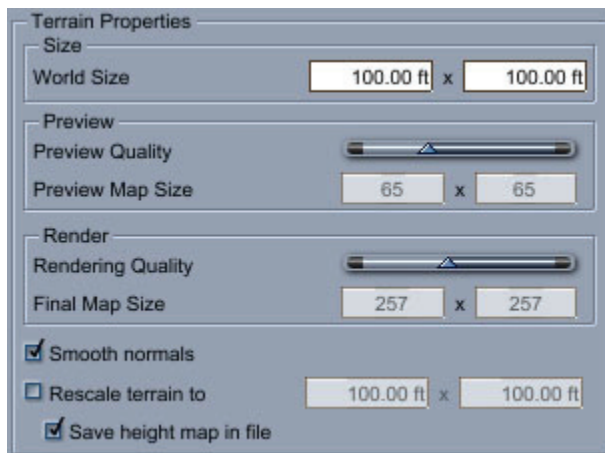 Terrain Properties
Size
World Size 100.00 ft x 100.00 ft
Preview
Preview Quality
Preview Map Size 65 x 65
Render
Rendering Quality
Final Map Size 257 x 257
Smooth normals
Rescale terrain to 100.00 ft x 100.00 ft
Save height map in file